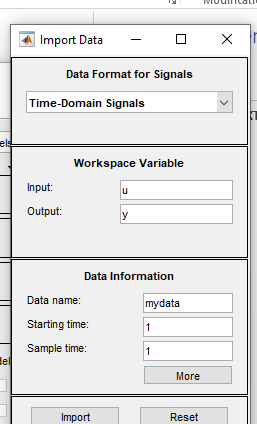 Import Data
Data Format for Signals
Time-Domain Signals
Workspace Variable
Input: u
Output: y
Data Information
Data name: mydata
Starting time: 1
Sample time: 1
More
Import Reset